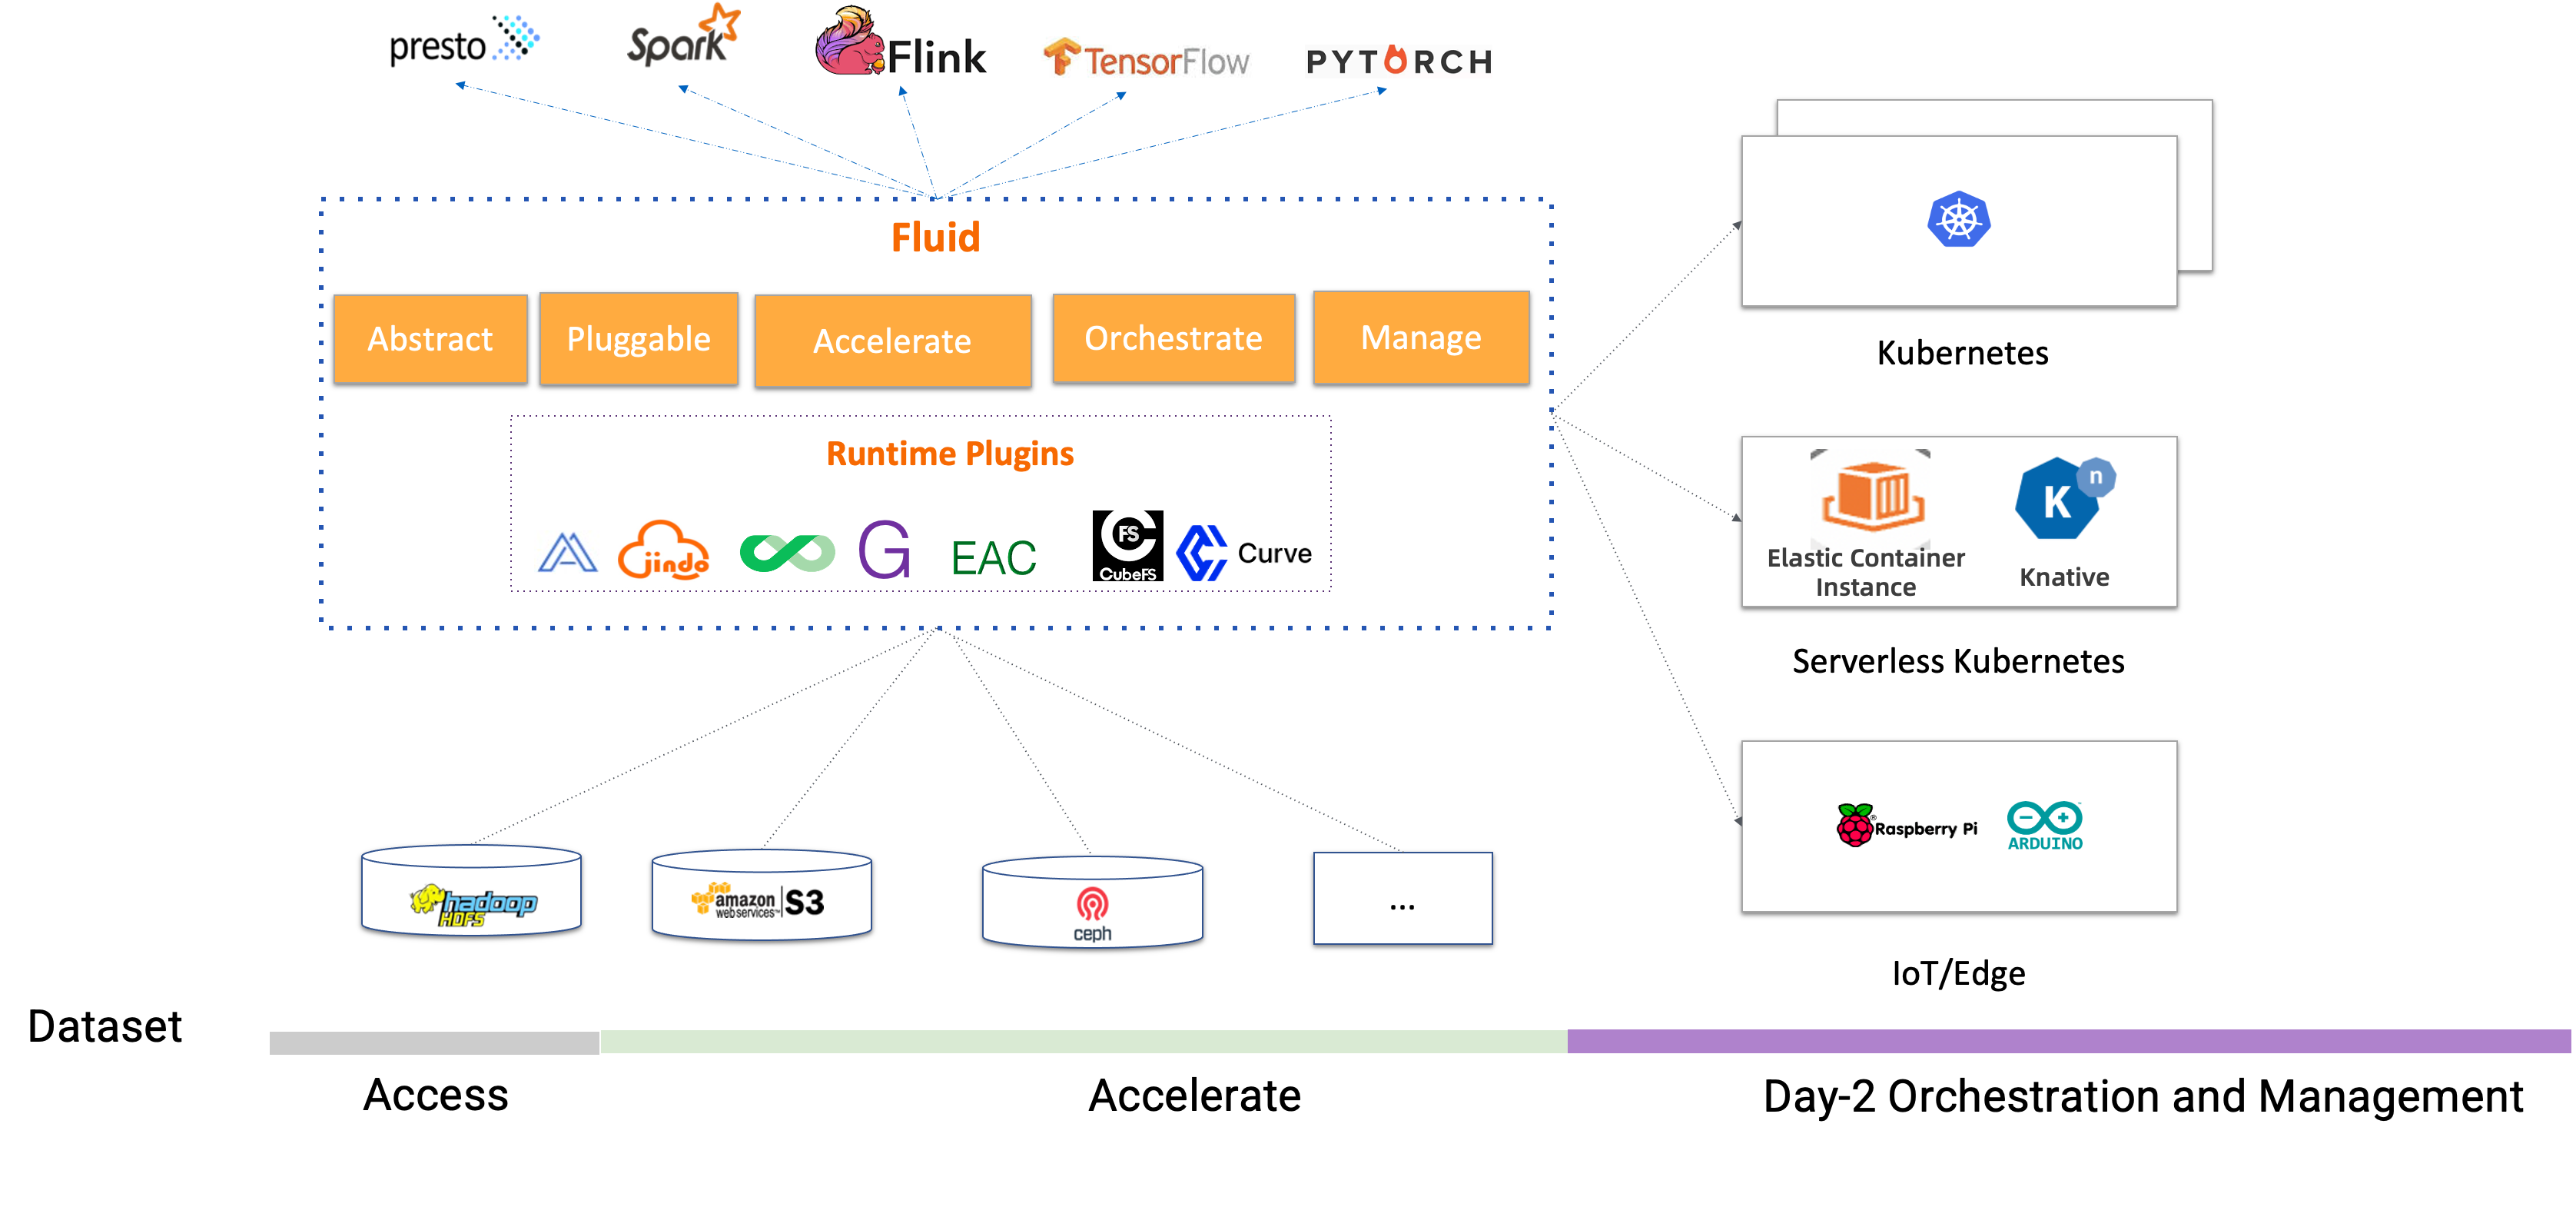 presto
Spark
Flink
TensorFlow
PYTORCH
Fluid
Abstract
Pluggable
Accelerate
Orchestrate
Manage
Runtime Plugins
jindo
G
EAC
FS
CubeFS
Curve
hadoop
HDFS
amazon
webservices™
S3
ceph
...
Kubernetes
Elastic Container
Instance
K
n
Knative
Serverless Kubernetes
Raspberry Pi
ARDUINO
IoT/Edge
Dataset
Access
Accelerate
Day-2 Orchestration and Management